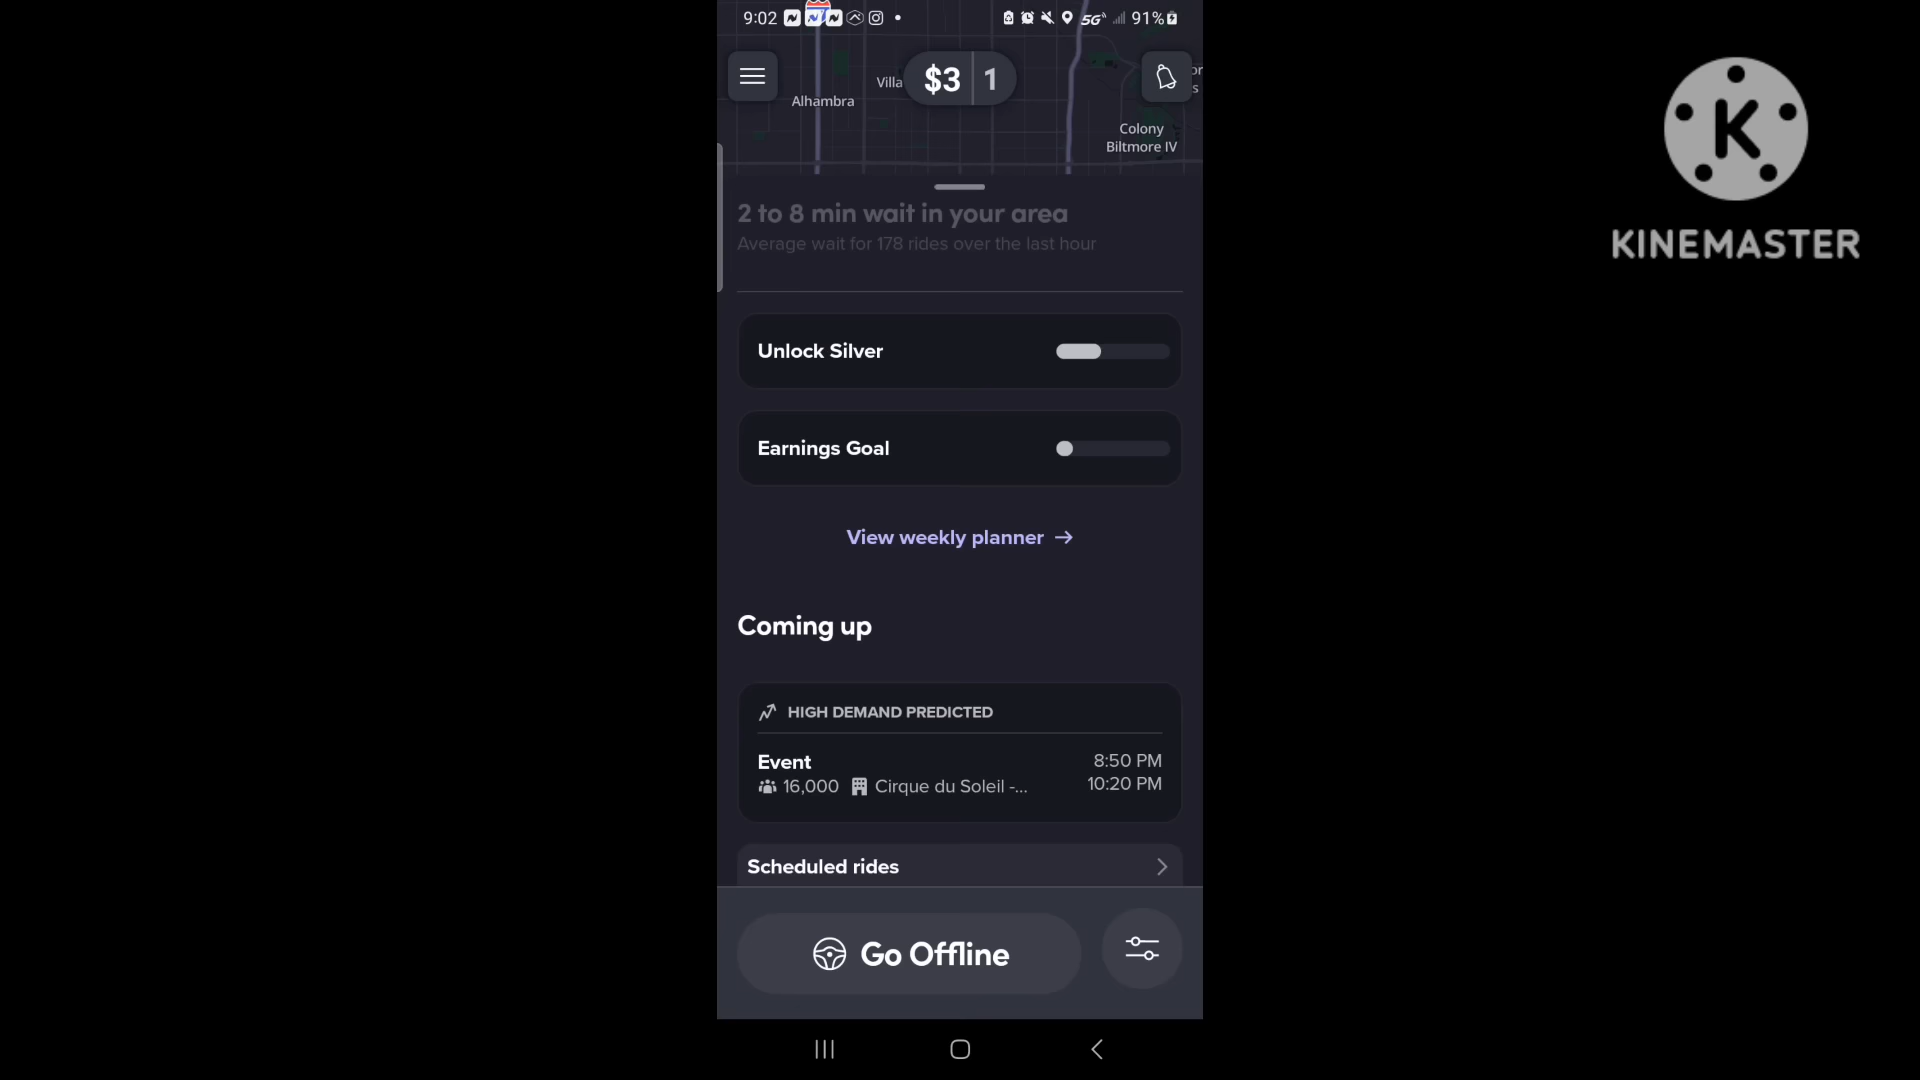 9:02
5G
91%
Villa
$3
1
or
s
Alhambra
Colony
Biltmore IV
2 to 8 min wait in your area
Average wait for 178 rides over the last hour
Unlock Silver
Earnings Goal
View weekly planner →
Coming up
HIGH DEMAND PREDICTED
Event
8:50 PM
16,000
Cirque du Soleil -...
10:20 PM
Scheduled rides
Go Offline
K
KINEMASTER